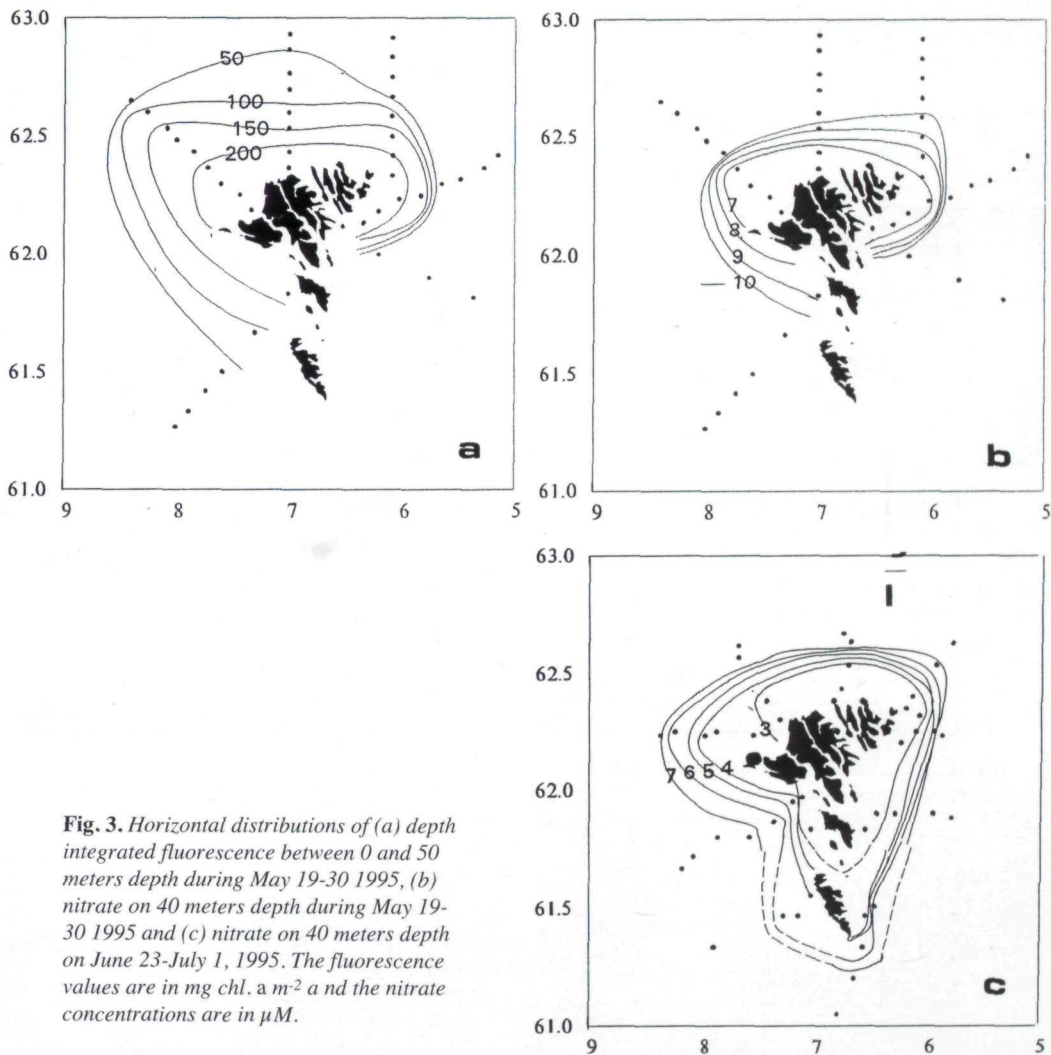 63.0
62.5
62.0
61.5
61.0
9 8 7 6 5
50
100
150
200
a
63.0
62.5
62.0
61.5
61.0
9 8 7 6 5
7
8
9
10
b
63.0
62.5
62.0
61.5
61.0
9 8 7 6 5
3
7 6 5 4
c
Fig. 3. Horizontal distributions of (a) depth
integrated fluorescence between 0 and 50
meters depth during May 19-30 1995, (b)
nitrate on 40 meters depth during May 19-
30 1995 and (c) nitrate on 40 meters depth
on June 23-July 1, 1995. The fluorescence
values are in mg chl. a m-2 a nd the nitrate
concentrations are in µM.